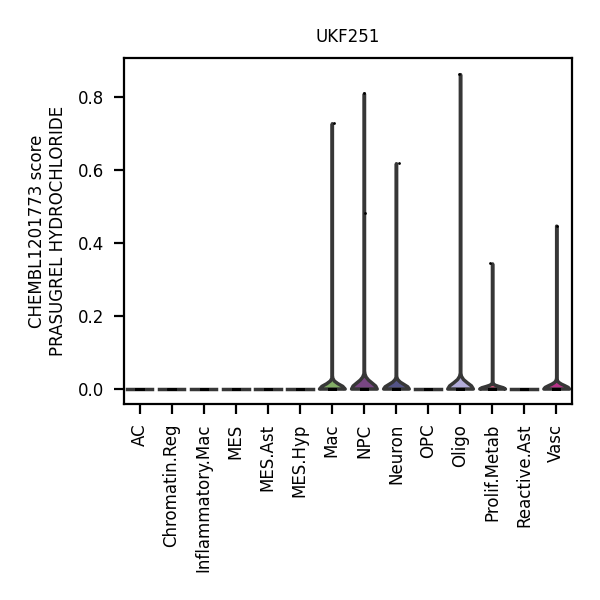 UKF251
CHEMBL1201773 score
PRASUGREL HYDROCHLORIDE
0.8
0.6
0.4
0.2
0.0
AC
Chromatin.Reg
Inflammatory.Mac
MES
MES.Ast
MES.Hyp
Mac
NPC
Neuron
OPC
Oligo
Prolif.Metab
Reactive.Ast
Vasc